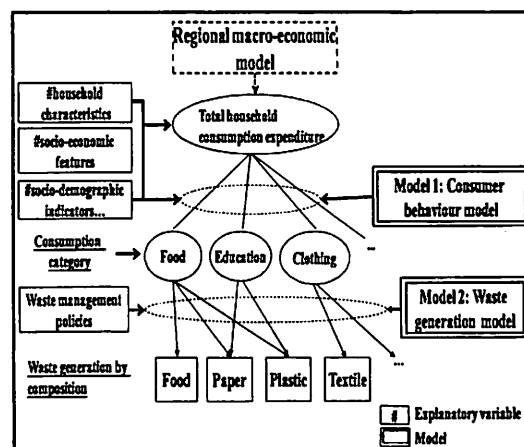 Regional macro-economic
model
#household
characteristics
Total household
consumption expenditure
#socio-economic
features
#socio-demographic
indicators...
Model 1: Consumer
behaviour model
Consumption
category
Food
Education
Clothing
...
Waste management
policies
Model 2: Waste
generation model
Waste generation by
composition
Food
Paper
Plastic
Textile
...
# Explanatory variable
Model